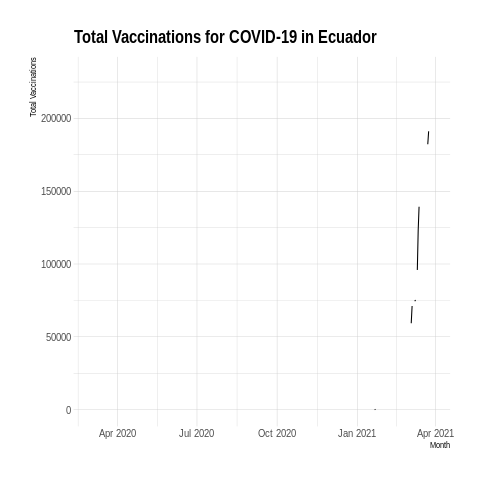 Total Vaccinations for COVID-19 in Ecuador
Total Vaccinations
200000
150000
100000
50000
0
Apr 2020 Jul 2020 Oct 2020 Jan 2021 Apr 2021
Month